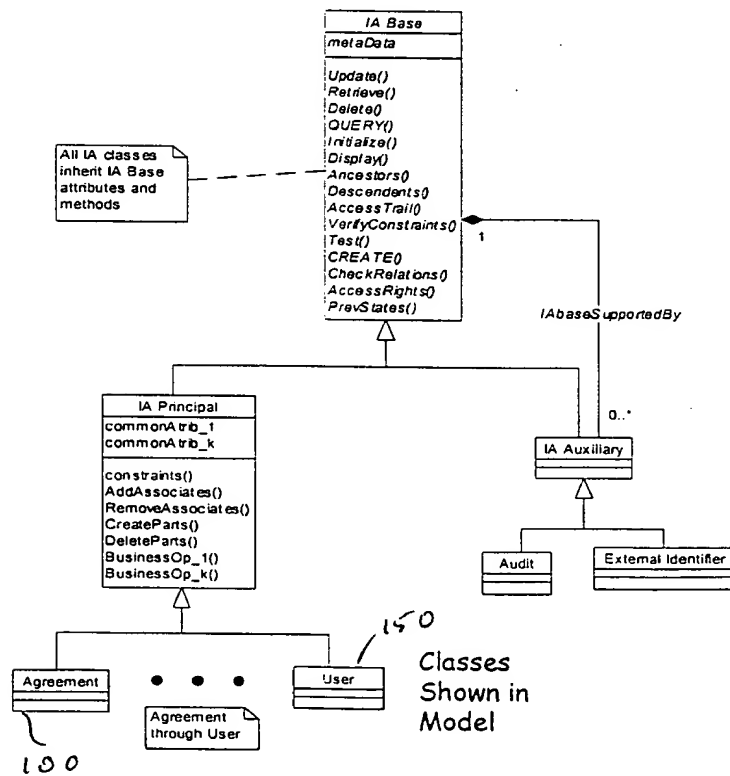 IA Base
metaData
Update()
Retrieve()
Delete()
QUERY()
Initialize()
Display()
Ancestors()
Descendents()
AccessTrail()
VerifyConstraints()
Test()
CREATE()
CheckRelations()
AccessRights()
PrevStates()
All IA classes
inherit IA Base
attributes and
methods
1
IAbaseSupportedBy
0..*
IA Principal
commonAtrib_1
commonAtrib_k
constraints()
AddAssociates()
RemoveAssociates()
CreateParts()
DeleteParts()
BusinessOp_1()
BusinessOp_k()
IA Auxiliary
Audit
External Identifier
150
Agreement
User
Agreement
through User
Classes
Shown in
Model
100